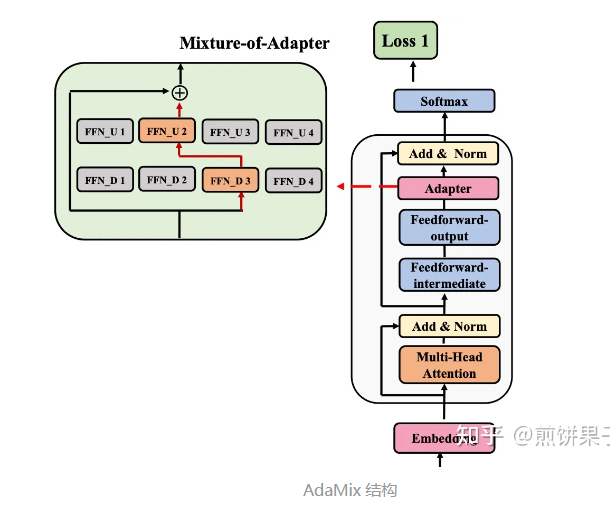 Mixture-of-Adapter
FFN_U 1
FFN_U 2
FFN_U 3
FFN_U 4
FFN_D 1
FFN_D 2
FFN_D 3
FFN_D 4
Loss 1
Softmax
Add & Norm
Adapter
Feedforward-
output
Feedforward-
intermediate
Add & Norm
Multi-Head
Attention
Embedding
知乎 @煎饼果子
AdaMix 结构